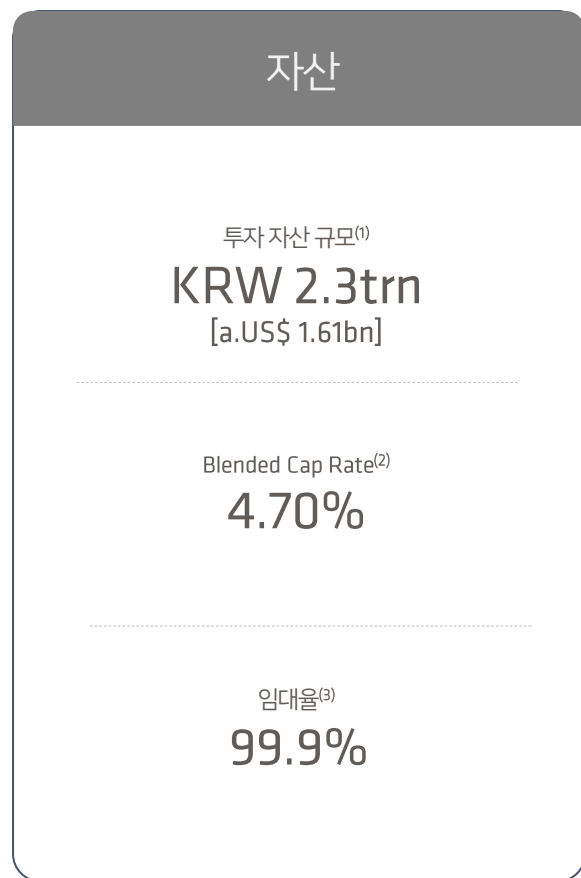 자산
투자 자산 규모(1)
KRW 2.3trn
[a.US$ 1.61bn]
Blended Cap Rate(2)
4.70%
임대율(3)
99.9%